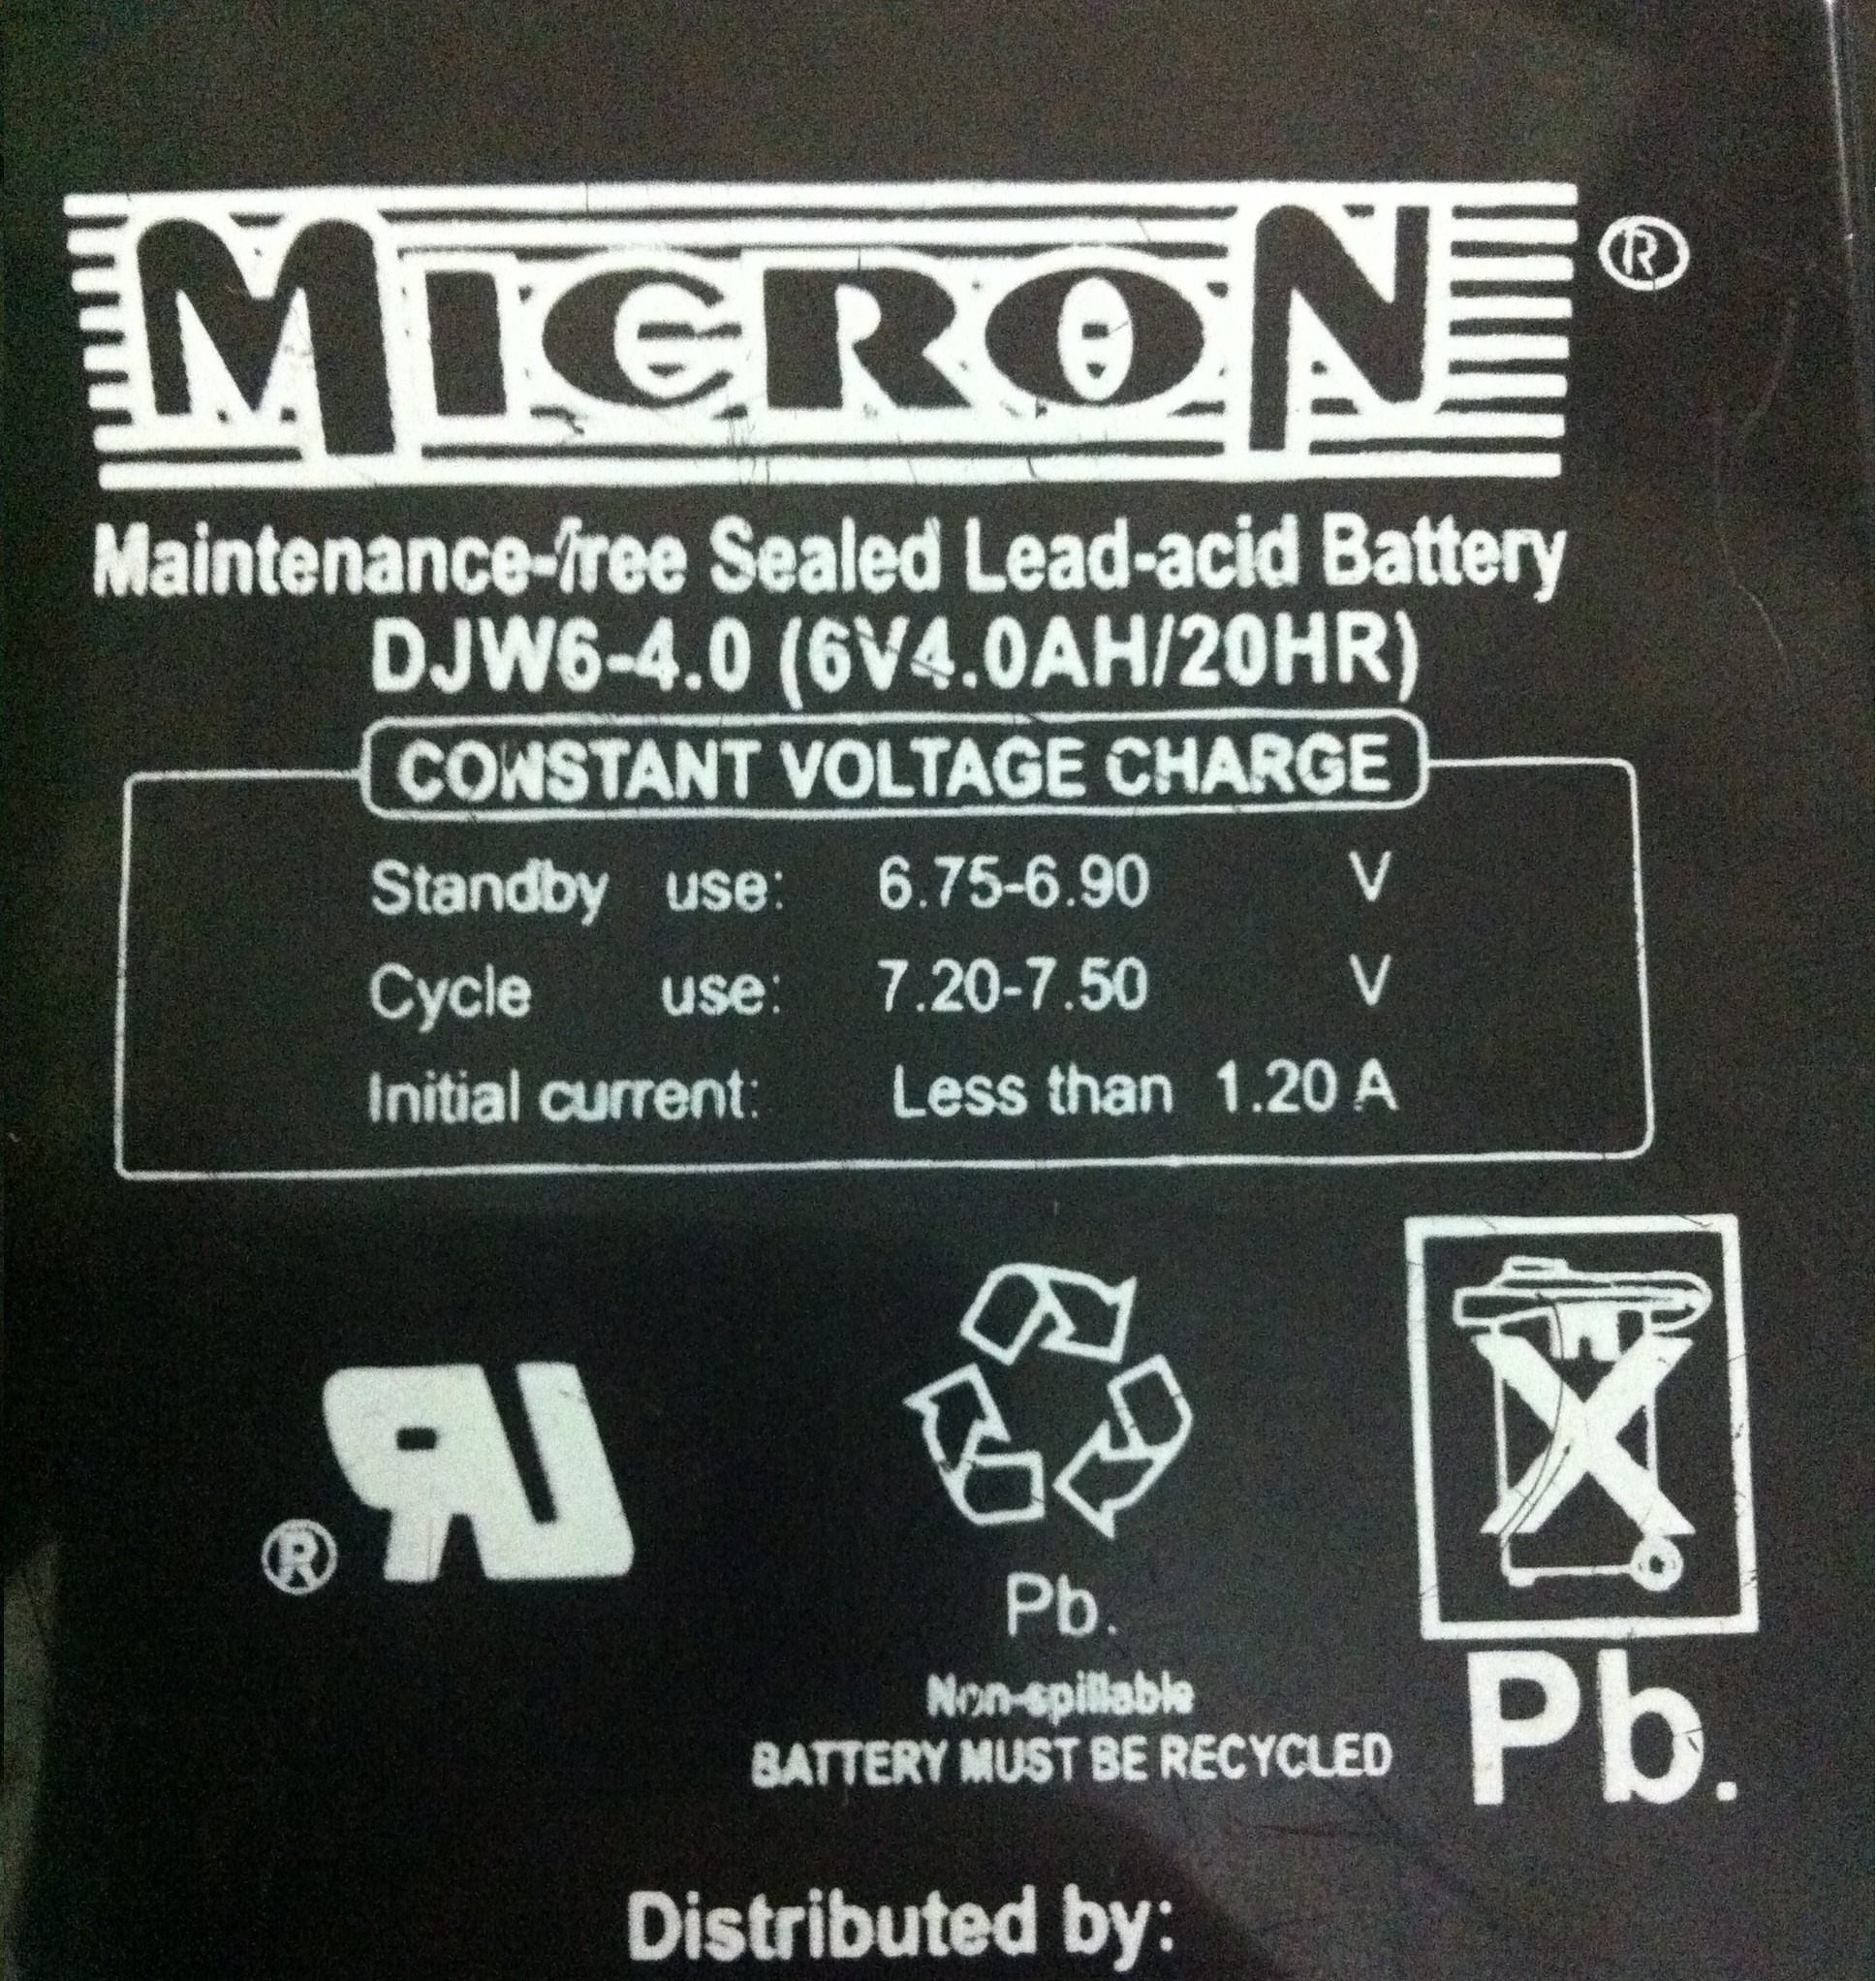 MICRON ®
Maintenance-free Sealed Lead-acid Battery
DJW6-4.0 (6V4.0AH/20HR)
CONSTANT VOLTAGE CHARGE
Standby use: 6.75-6.90 V
Cycle use: 7.20-7.50 V
Initial current: Less than 1.20 A
® RU
Pb.
Non-spillable
BATTERY MUST BE RECYCLED
Pb.
Distributed by: